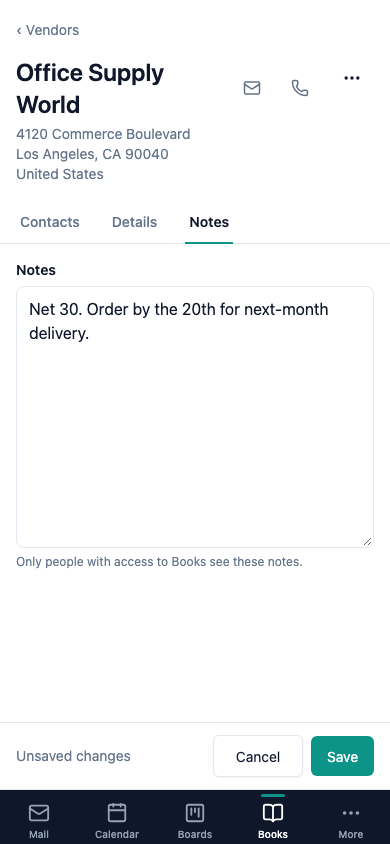 ‹ Vendors
Office Supply
World
4120 Commerce Boulevard
Los Angeles, CA 90040
United States
Contacts Details Notes
Notes
Net 30. Order by the 20th for next-month
delivery.
Only people with access to Books see these notes.
Unsaved changes Cancel Save
Mail Calendar Boards Books More